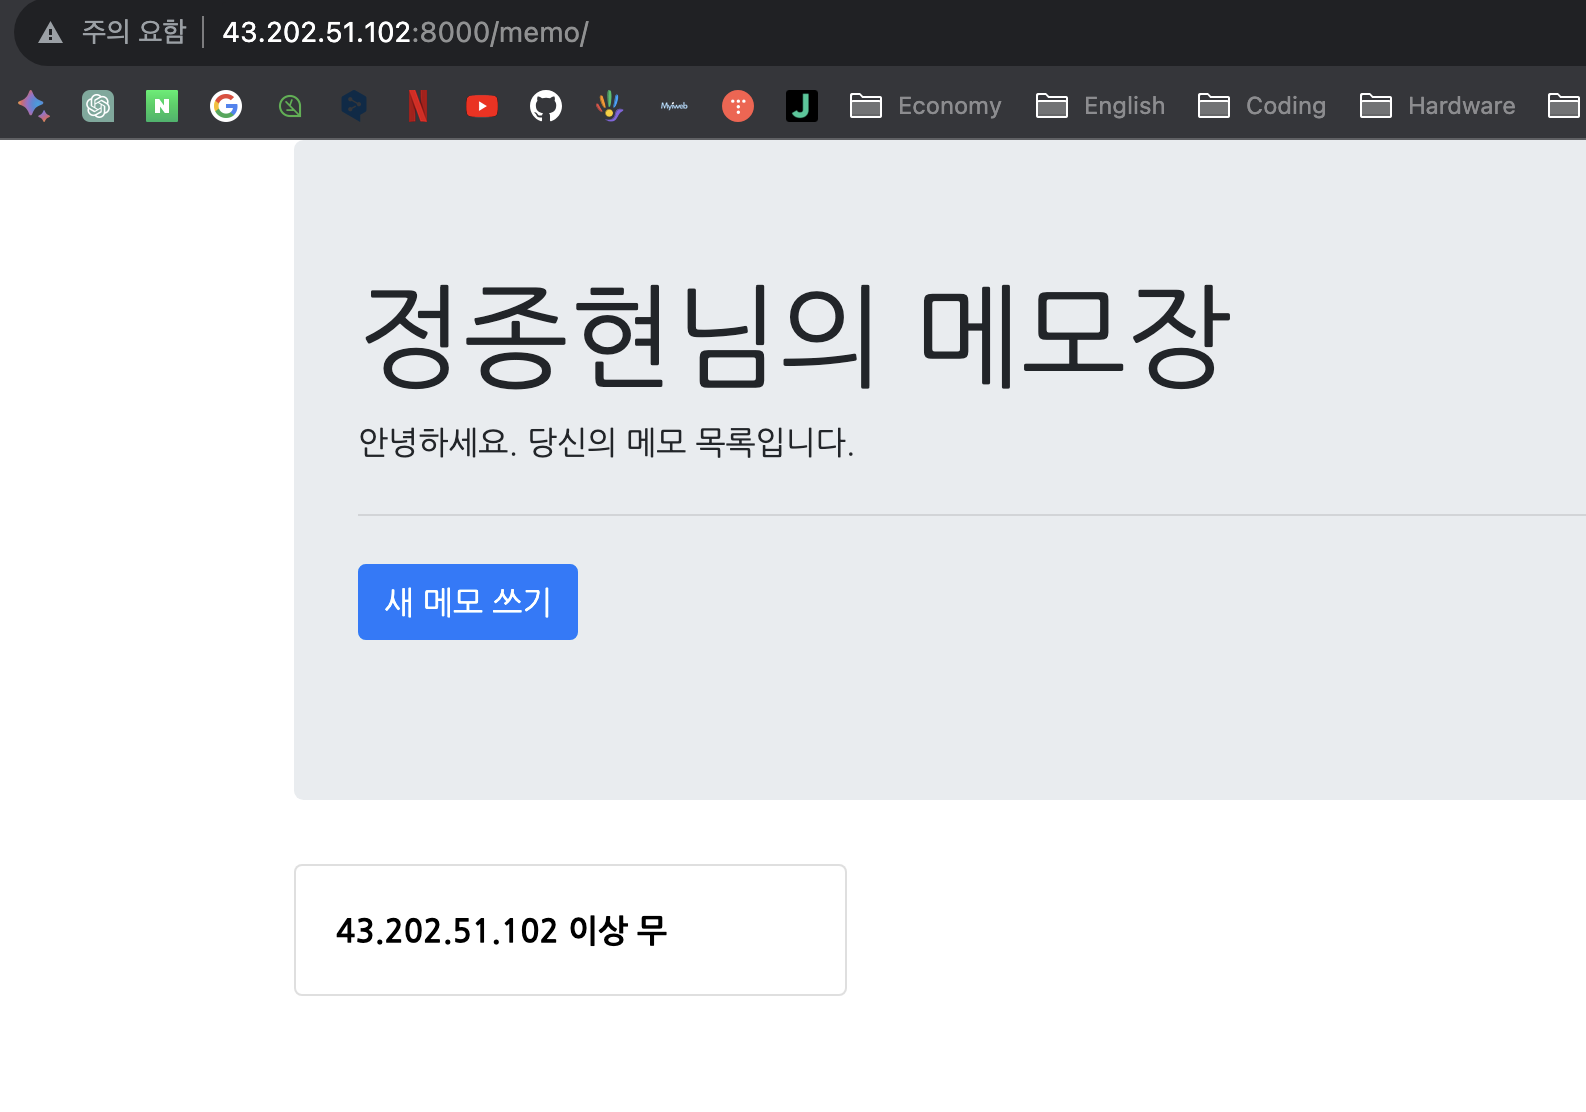 주의 요함 43.202.51.102:8000/memo/
N G N Myiweb J Economy English Coding Hardware
정종현님의 메모장
안녕하세요. 당신의 메모 목록입니다.
새 메모 쓰기
43.202.51.102 이상 무